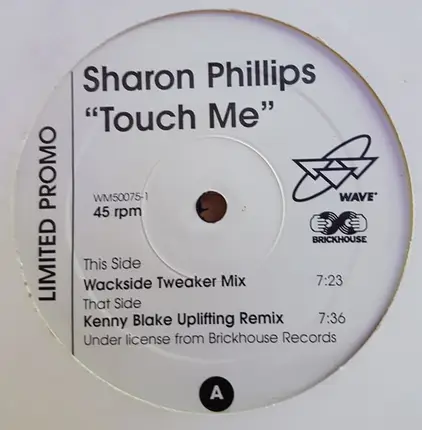 Sharon Phillips
"Touch Me"
LIMITED PROMO
WM50075-1
45 rpm
WAVE
BRICKHOUSE
This Side
Wackside Tweaker Mix 7:23
That Side
Kenny Blake Uplifting Remix 7:36
Under license from Brickhouse Records
A